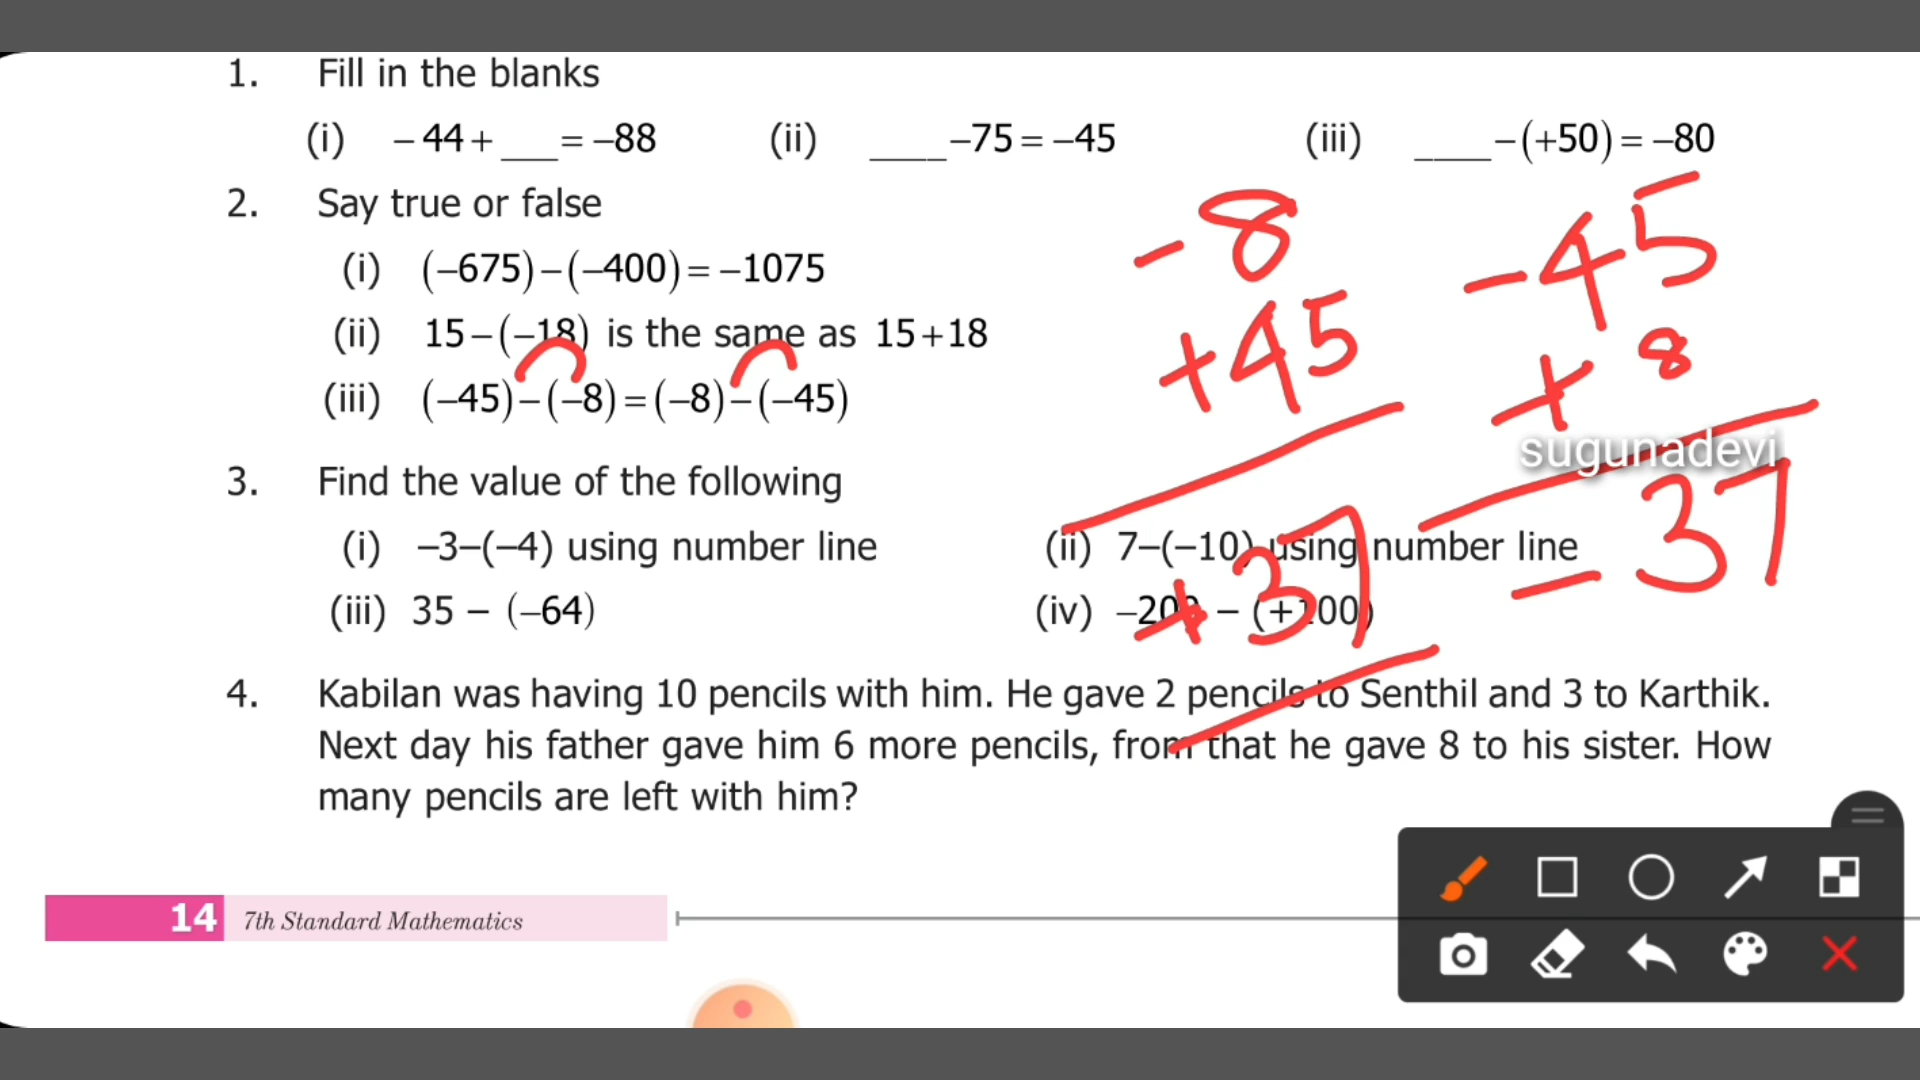 1. Fill in the blanks
(i) – 44 + ___ = –88 (ii) ____ –75 = –45 (iii) ____ – (+50) = –80
2. Say true or false
(i) (–675) – (–400) = –1075
(ii) 15 – (–18) is the same as 15 + 18
(iii) (–45) – (–8) = (–8) – (–45)
- 8
+ 45
+ 37
- 45
+ 8
- 37
sugunadevi
3. Find the value of the following
(i) –3–(–4) using number line (ii) 7–(–10) using number line
(iii) 35 – (–64) (iv) –200 – (+100)
4. Kabilan was having 10 pencils with him. He gave 2 pencils to Senthil and 3 to Karthik.
Next day his father gave him 6 more pencils, from that he gave 8 to his sister. How
many pencils are left with him?
14 7th Standard Mathematics